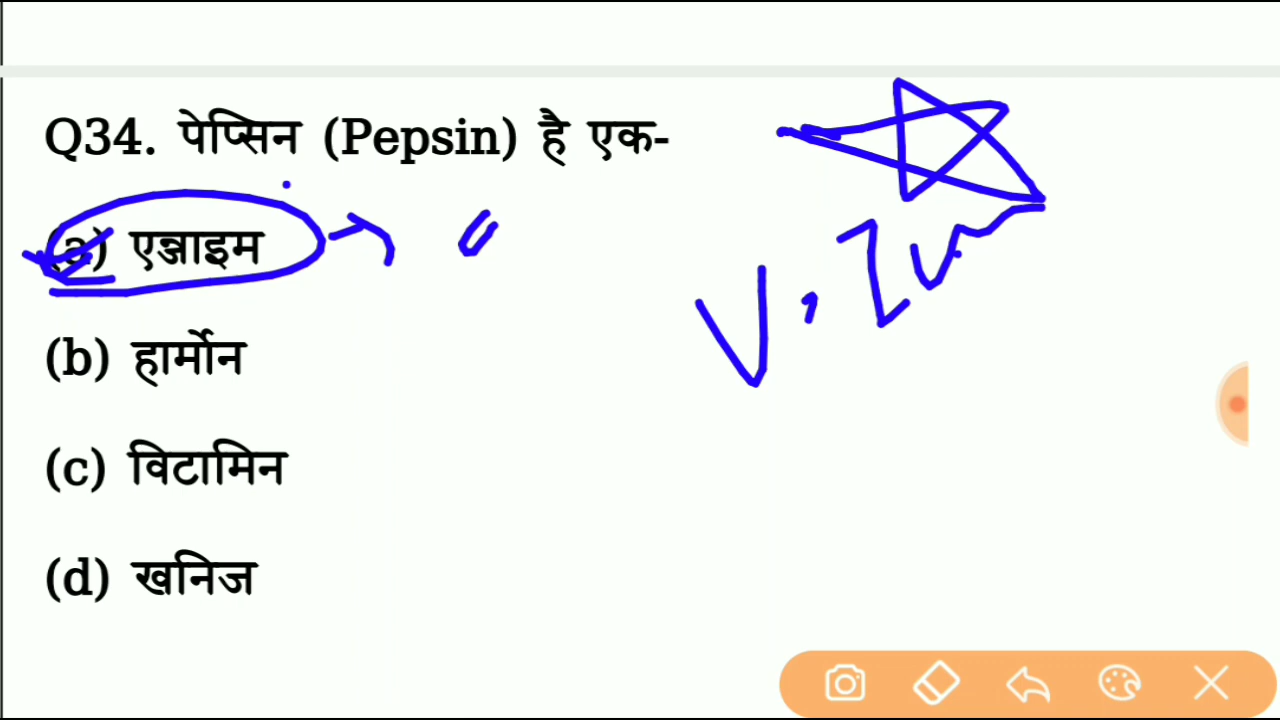 Q34. पेप्सिन (Pepsin) है एक-
(a) एन्जाइम
(b) हार्मोन
(c) विटामिन
(d) खनिज